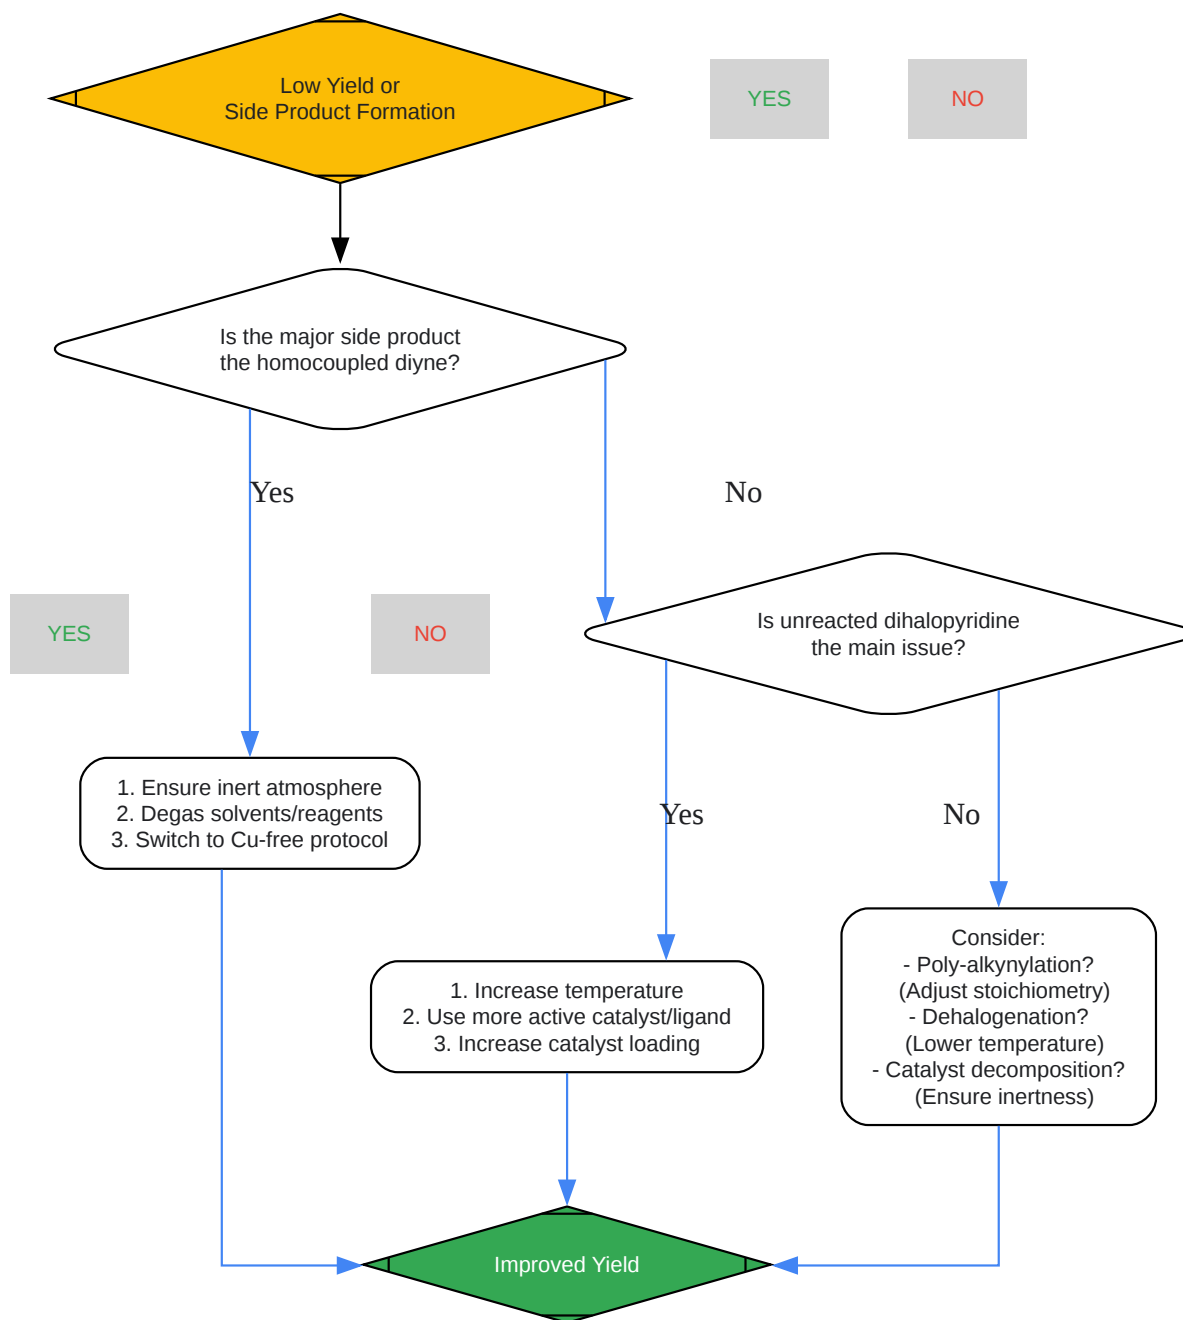 Low Yield or
Side Product Formation
YES
NO
Is the major side product
the homocoupled diyne?
Yes
No
YES
NO
Is unreacted dihalopyridine
the main issue?
1. Ensure inert atmosphere
2. Degas solvents/reagents
3. Switch to Cu-free protocol
Yes
No
1. Increase temperature
2. Use more active catalyst/ligand
3. Increase catalyst loading
Consider:
- Poly-alkynylation?
(Adjust stoichiometry)
- Dehalogenation?
(Lower temperature)
- Catalyst decomposition?
(Ensure inertness)
Improved Yield